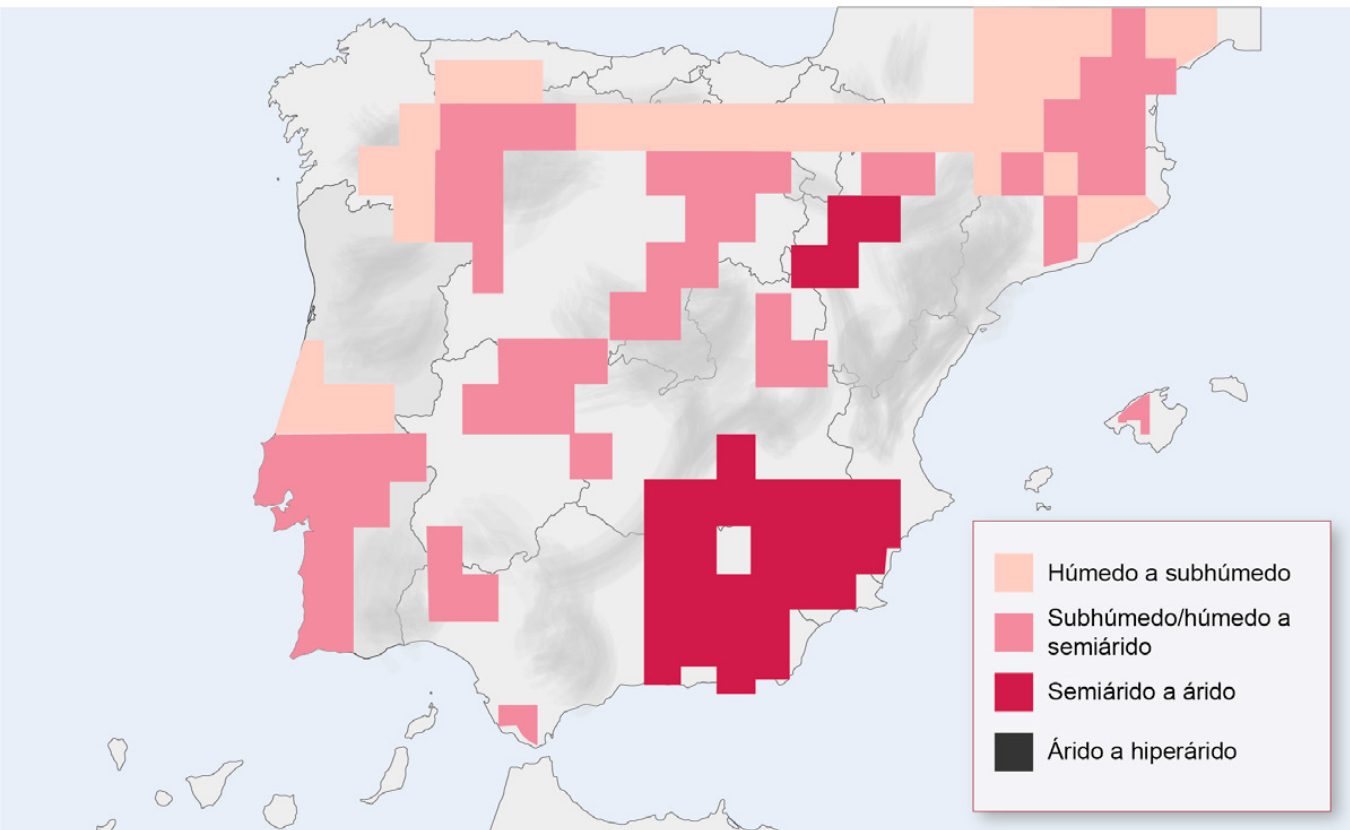 Húmedo a subhúmedo
Subhúmedo/húmedo a
semiárido
Semiárido a árido
Árido a hiperárido